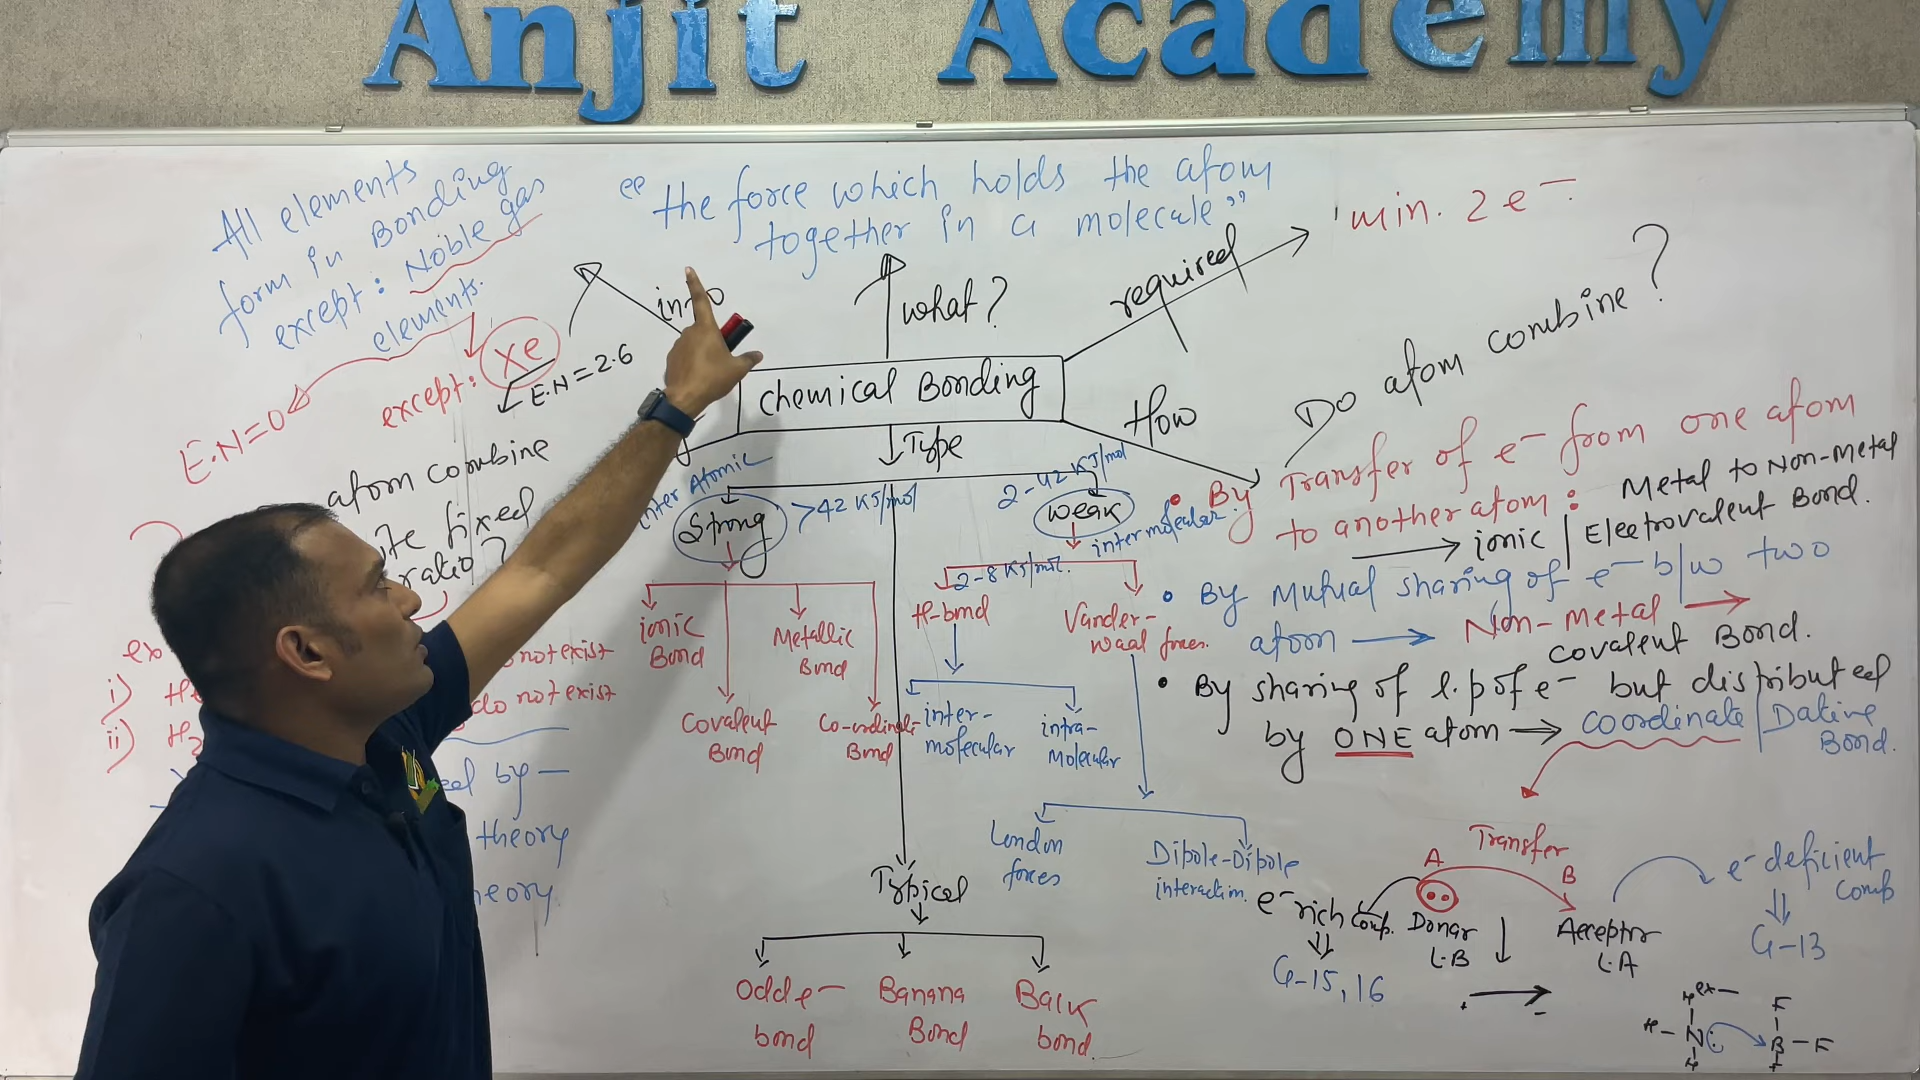 Anjit Academy
All elements
form in Bonding
except: Noble gas
elements.
except: Xe
E.N=0
E.N=2.6
"the force which holds the atom
together in a molecule"
what?
required
min. 2 e⁻
Chemical Bonding
Type
How
Do atom combine?
atom combine
fixed
ratio?
ex
i)
ii)
not exist
do not exist
by —
theory
Inter Atomic
Strong
>42 KJ/mol
ionic
Bond
Covalent
Bond
Metallic
Bond
Co-ordinate
Bond
2-42 KJ/mol
weak
intermolecular
2-8 KJ/mol.
H-bond
Vander-
waal forces.
inter-
molecular
intra-
Molecular
London
forces
Dipole-Dipole
interaction.
Typical
Odd e—
bond
Banana
Bond
Back
bond.
• By Transfer of e⁻ from one atom
to another atom: Metal to Non-Metal
→ ionic | Electrovalent Bond.
• By Mutual sharing of e⁻ b/w two
atom → Non-Metal →
covalent Bond.
• By sharing of l.p of e⁻ but distributed
by ONE atom → coordinate | Dative
Bond.
Transfer
A
B
e⁻ rich comp.
Donar
L.B
Acceptor
L.A
e⁻ deficient
comp
G-15,16
G-13
ex—
H
H—N:
H
F
B—F
F